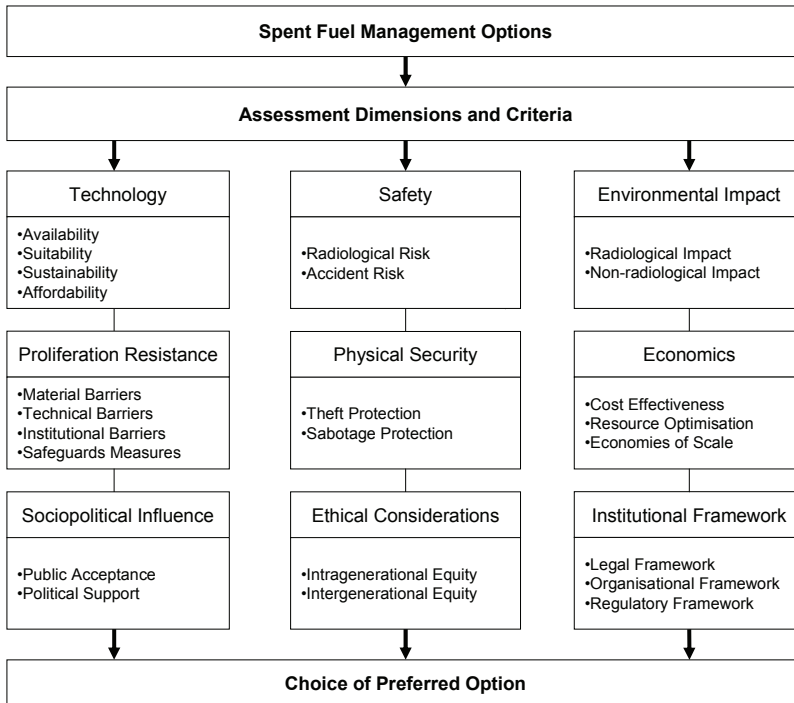 Spent Fuel Management Options
Assessment Dimensions and Criteria
Technology
•Availability
•Suitability
•Sustainability
•Affordability
Safety
•Radiological Risk
•Accident Risk
Environmental Impact
•Radiological Impact
•Non-radiological Impact
Proliferation Resistance
•Material Barriers
•Technical Barriers
•Institutional Barriers
•Safeguards Measures
Physical Security
•Theft Protection
•Sabotage Protection
Economics
•Cost Effectiveness
•Resource Optimisation
•Economies of Scale
Sociopolitical Influence
•Public Acceptance
•Political Support
Ethical Considerations
•Intragenerational Equity
•Intergenerational Equity
Institutional Framework
•Legal Framework
•Organisational Framework
•Regulatory Framework
Choice of Preferred Option